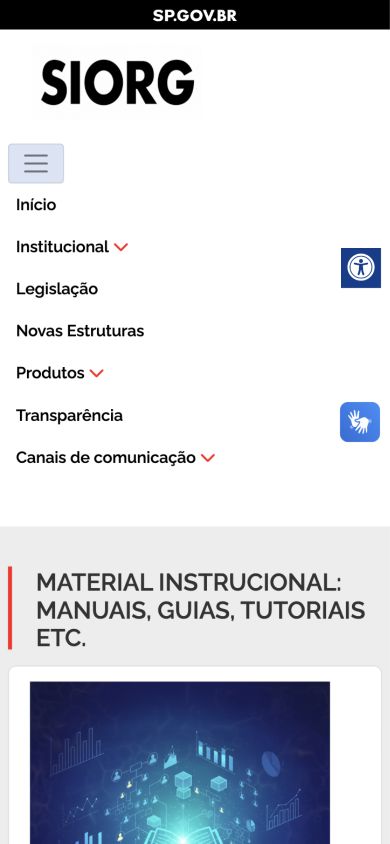 SP.GOV.BR
SIORG
Início
Institucional
Legislação
Novas Estruturas
Produtos
Transparência
Canais de comunicação
MATERIAL INSTRUCIONAL:
MANUAIS, GUIAS, TUTORIAIS
ETC.